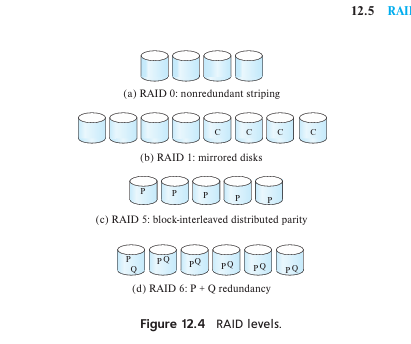 12.5 RAI
(a) RAID 0: nonredundant striping
C C C C
(b) RAID 1: mirrored disks
P P P P P
(c) RAID 5: block-interleaved distributed parity
P Q P Q P Q P Q P Q P Q
(d) RAID 6: P + Q redundancy
Figure 12.4 RAID levels.